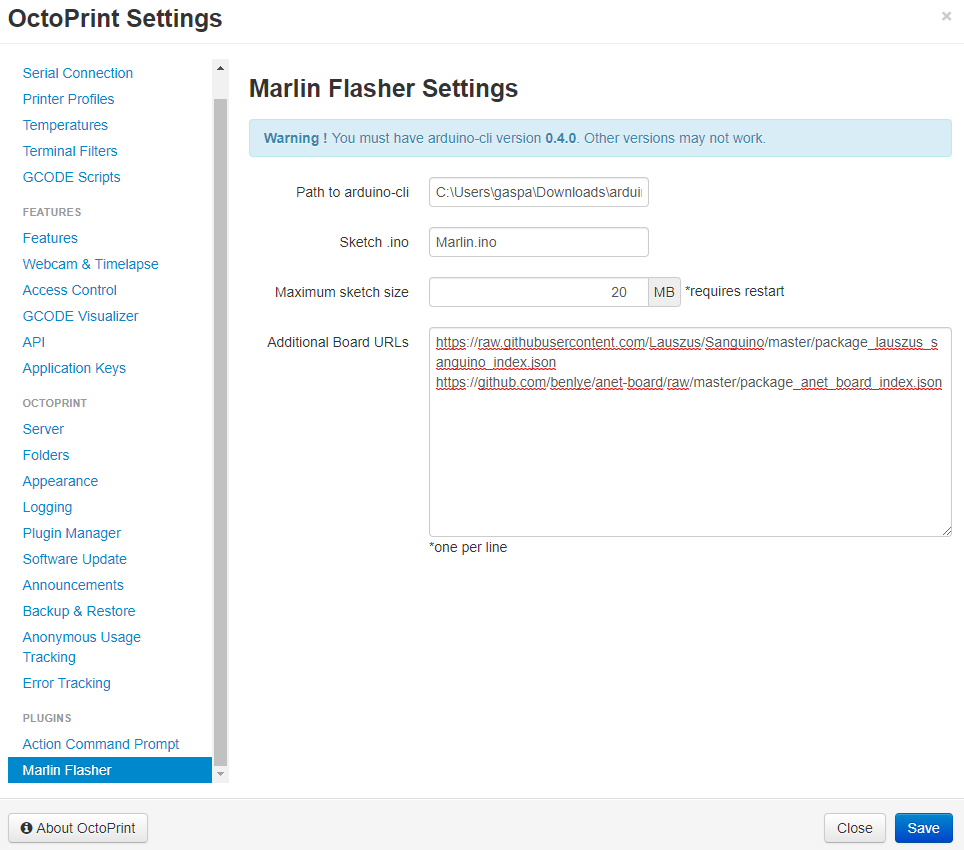 OctoPrint Settings
×
Serial Connection
Printer Profiles
Temperatures
Terminal Filters
GCODE Scripts
FEATURES
Features
Webcam & Timelapse
Access Control
GCODE Visualizer
API
Application Keys
OCTOPRINT
Server
Folders
Appearance
Logging
Plugin Manager
Software Update
Announcements
Backup & Restore
Anonymous Usage
Tracking
Error Tracking
PLUGINS
Action Command Prompt
Marlin Flasher
Marlin Flasher Settings
Warning ! You must have arduino-cli version 0.4.0. Other versions may not work.
Path to arduino-cli C:\Users\gaspa\Downloads\ardui
Sketch .ino Marlin.ino
Maximum sketch size 20 MB *requires restart
Additional Board URLs https://raw.githubusercontent.com/Lauszus/Sanguino/master/package_lauszus_s
anguino_index.json
https://github.com/benlye/anet-board/raw/master/package_anet_board_index.json
*one per line
About OctoPrint
Close
Save